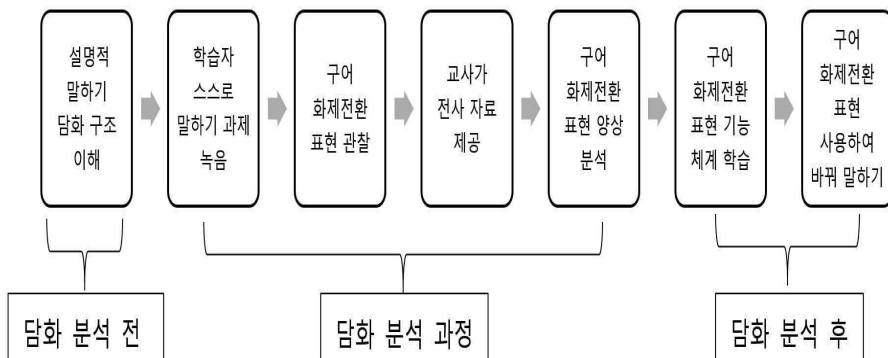 설명적
말하기
담화 구조
이해
학습자
스스로
말하기 과제
녹음
구어
화제전환
표현 관찰
교사가
전사 자료
제공
구어
화제전환
표현 양상
분석
구어
화제전환
표현 기능
체계 학습
구어
화제전환
표현
사용하여
바꿔 말하기
담화 분석 전
담화 분석 과정
담화 분석 후